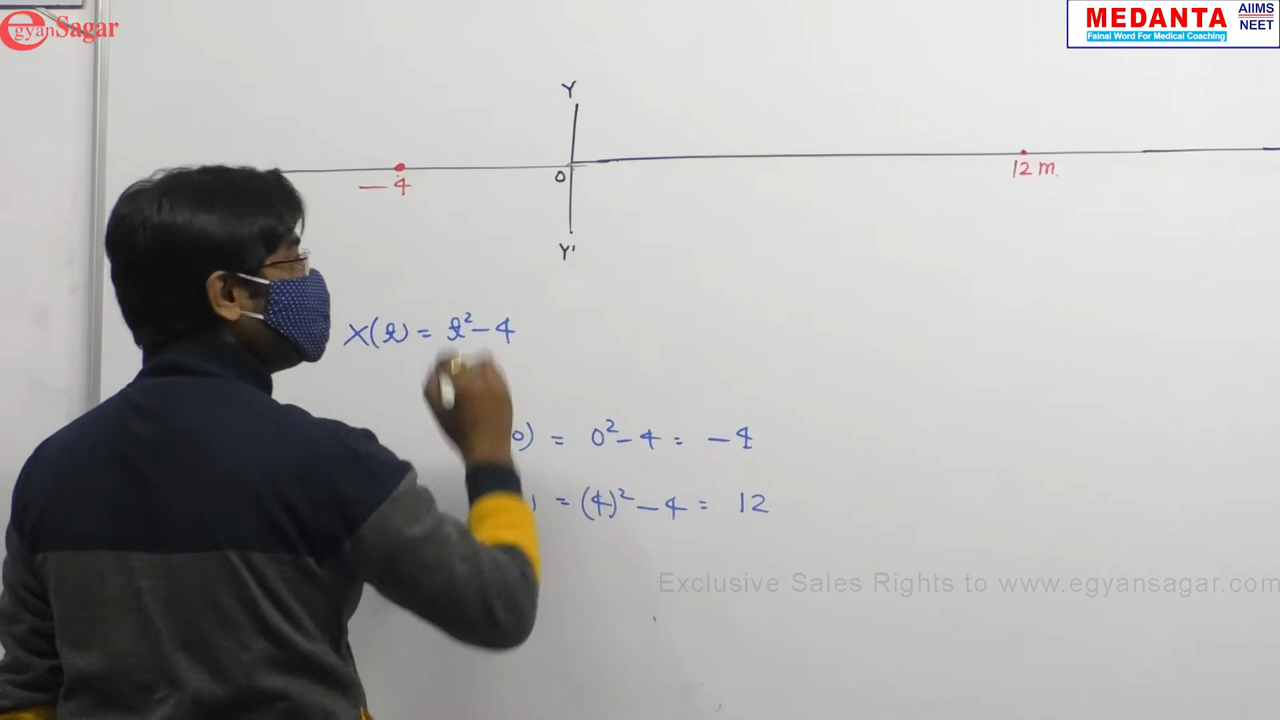 egyanSagar
MEDANTA AIIMS NEET
Fainal Word For Medical Coaching
Y
-4 0 12 m.
Y'
X(t) = t²-4
0) = 0²-4 = -4
) = (4)²-4 = 12
Exclusive Sales Rights to www.egyansagar.com